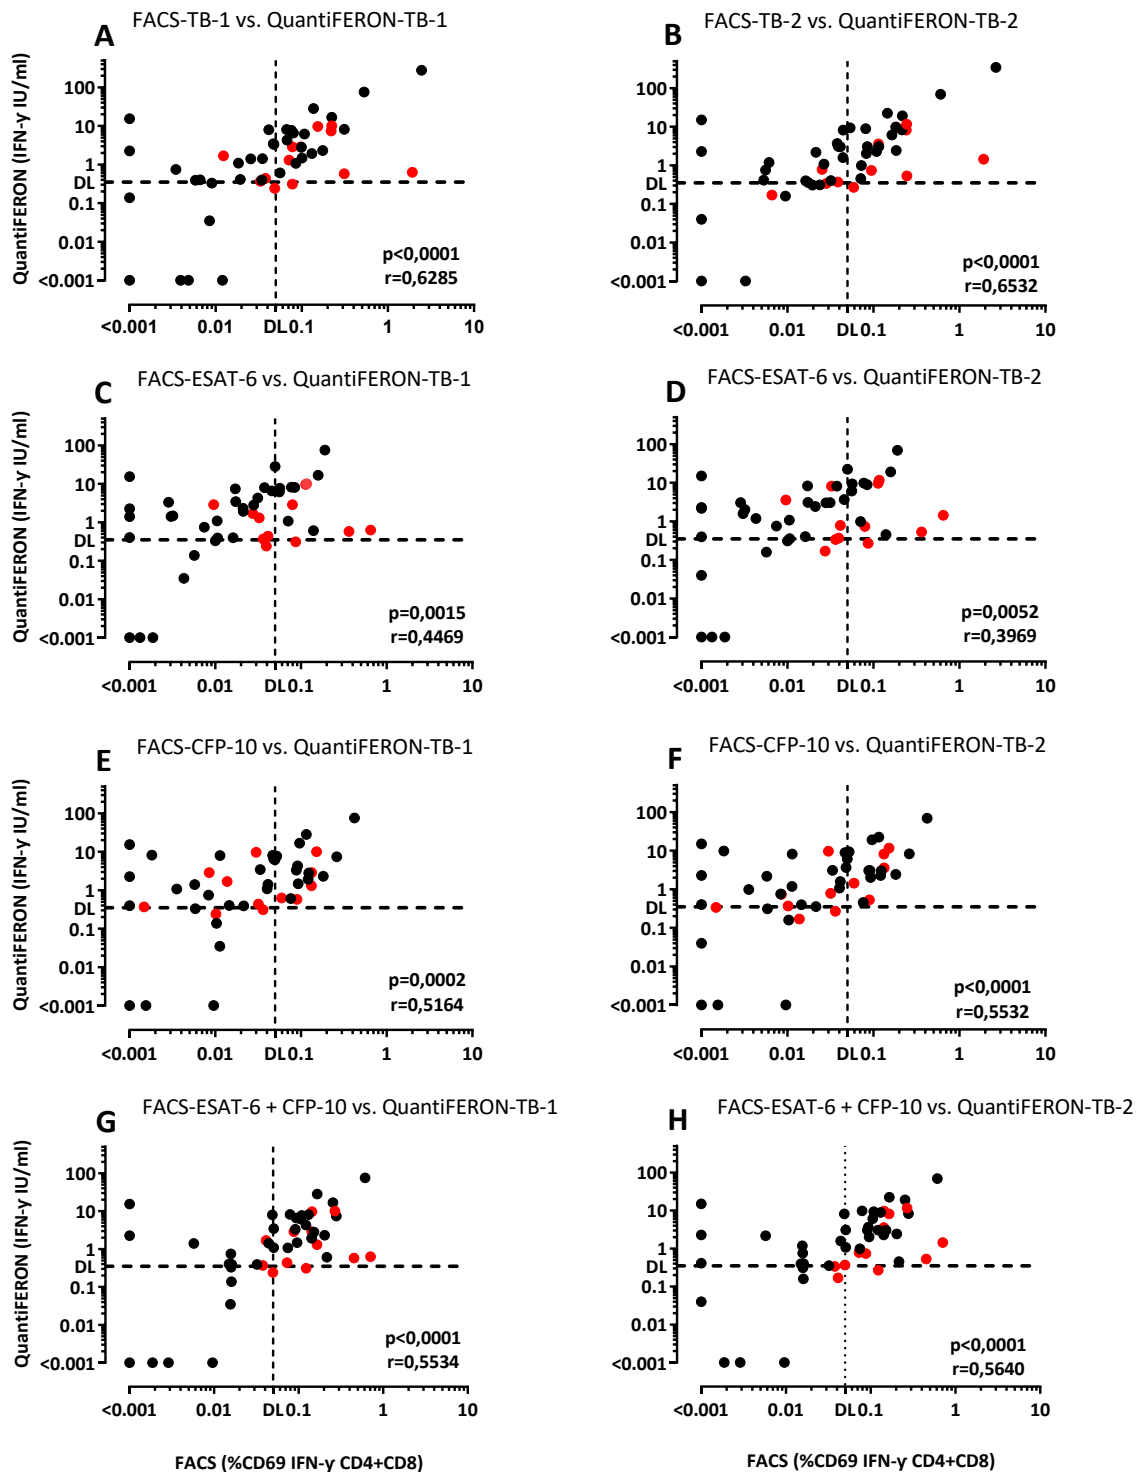 FACS-TB-1 vs. QuantiFERON-TB-1
A
QuantiFERON (IFN-y IU/ml)
100
10
1
DL
0.1
0.01
<0.001
p<0,0001
r=0,6285
<0.001
0.01
DL
0.1
1
10
FACS-TB-2 vs. QuantiFERON-TB-2
B
100
10
1
DL
0.1
0.01
<0.001
p<0,0001
r=0,6532
<0.001
0.01
DL
0.1
1
10
FACS-ESAT-6 vs. QuantiFERON-TB-1
C
QuantiFERON (IFN-y IU/ml)
100
10
1
DL
0.1
0.01
<0.001
p=0,0015
r=0,4469
<0.001
0.01
DL
0.1
1
10
FACS-ESAT-6 vs. QuantiFERON-TB-2
D
100
10
1
DL
0.1
0.01
<0.001
p=0,0052
r=0,3969
<0.001
0.01
DL
0.1
1
10
FACS-CFP-10 vs. QuantiFERON-TB-1
E
QuantiFERON (IFN-y IU/ml)
100
10
1
DL
0.1
0.01
<0.001
p=0,0002
r=0,5164
<0.001
0.01
DL
0.1
1
10
FACS-CFP-10 vs. QuantiFERON-TB-2
F
100
10
1
DL
0.1
0.01
<0.001
p<0,0001
r=0,5532
<0.001
0.01
DL
0.1
1
10
FACS-ESAT-6 + CFP-10 vs. QuantiFERON-TB-1
G
QuantiFERON (IFN-y IU/ml)
100
10
1
DL
0.1
0.01
<0.001
p<0,0001
r=0,5534
<0.001
0.01
DL
0.1
1
10
FACS (%CD69 IFN-y CD4+CD8)
FACS-ESAT-6 + CFP-10 vs. QuantiFERON-TB-2
H
100
10
1
DL
0.1
0.01
<0.001
p<0,0001
r=0,5640
<0.001
0.01
DL
0.1
1
10
FACS (%CD69 IFN-y CD4+CD8)